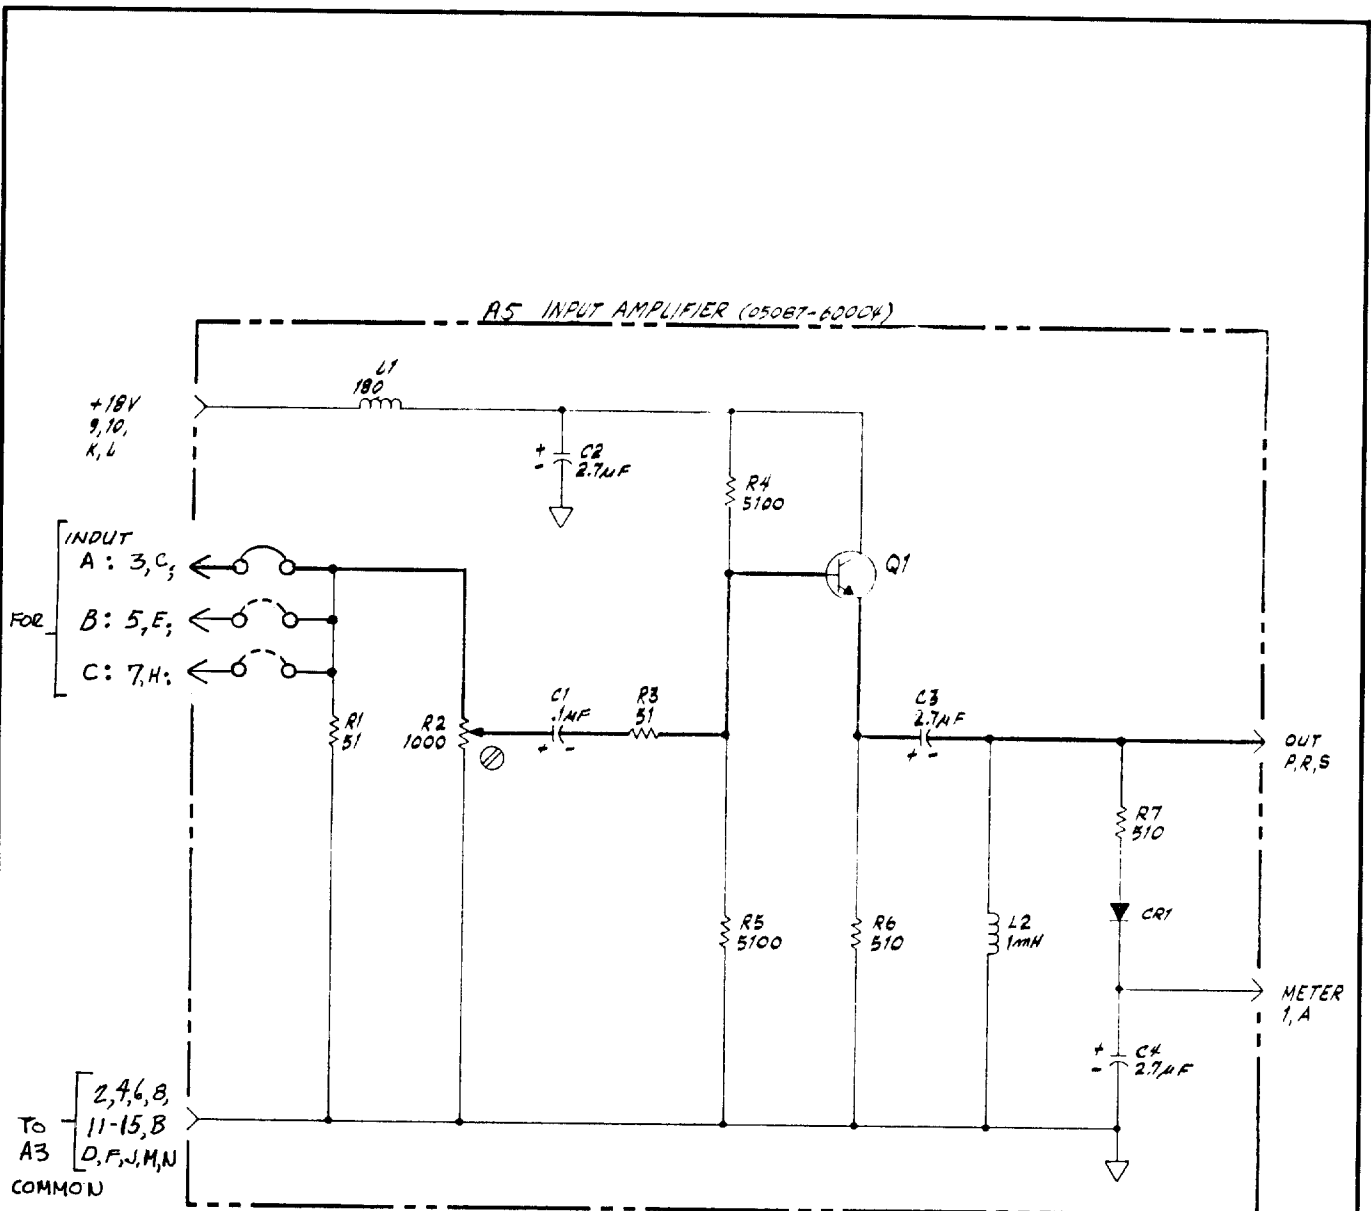 A5 INPUT AMPLIFIER (05087-60004)
L1
180
+18V
9,10,
K,L
+
-
C2
2.7µF
R4
5100
INPUT
A: 3,C;
FOR
B: 5,E;
C: 7,H:
Q1
R1
51
R2
1000
C1
.1µF
+ -
R3
51
C3
2.7µF
+ -
OUT
P,R,S
R7
510
CR1
R5
5100
R6
510
L2
1mH
METER
1,A
+
-
C4
2.7µF
2,4,6,8,
TO
11-15,B
A3
D,F,J,M,N
COMMON